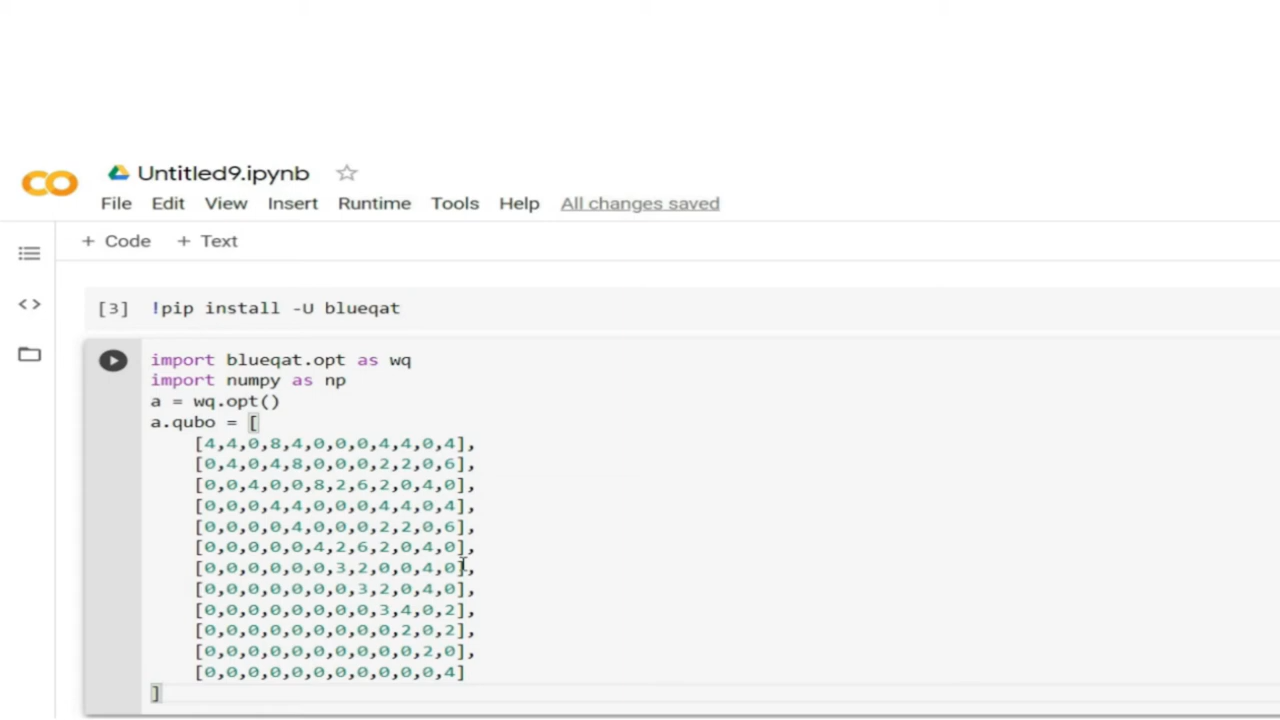 Untitled9.ipynb
File Edit View Insert Runtime Tools Help All changes saved
+ Code + Text
[3] !pip install -U blueqat
import blueqat.opt as wq
import numpy as np
a = wq.opt()
a.qubo = [
[4,4,0,8,4,0,0,0,4,4,0,4],
[0,4,0,4,8,0,0,0,2,2,0,6],
[0,0,4,0,0,8,2,6,2,0,4,0],
[0,0,0,4,4,0,0,0,4,4,0,4],
[0,0,0,0,4,0,0,0,2,2,0,6],
[0,0,0,0,0,4,2,6,2,0,4,0],
[0,0,0,0,0,0,3,2,0,0,4,0],
[0,0,0,0,0,0,0,3,2,0,4,0],
[0,0,0,0,0,0,0,0,3,4,0,2],
[0,0,0,0,0,0,0,0,0,2,0,2],
[0,0,0,0,0,0,0,0,0,0,2,0],
[0,0,0,0,0,0,0,0,0,0,0,4]
]